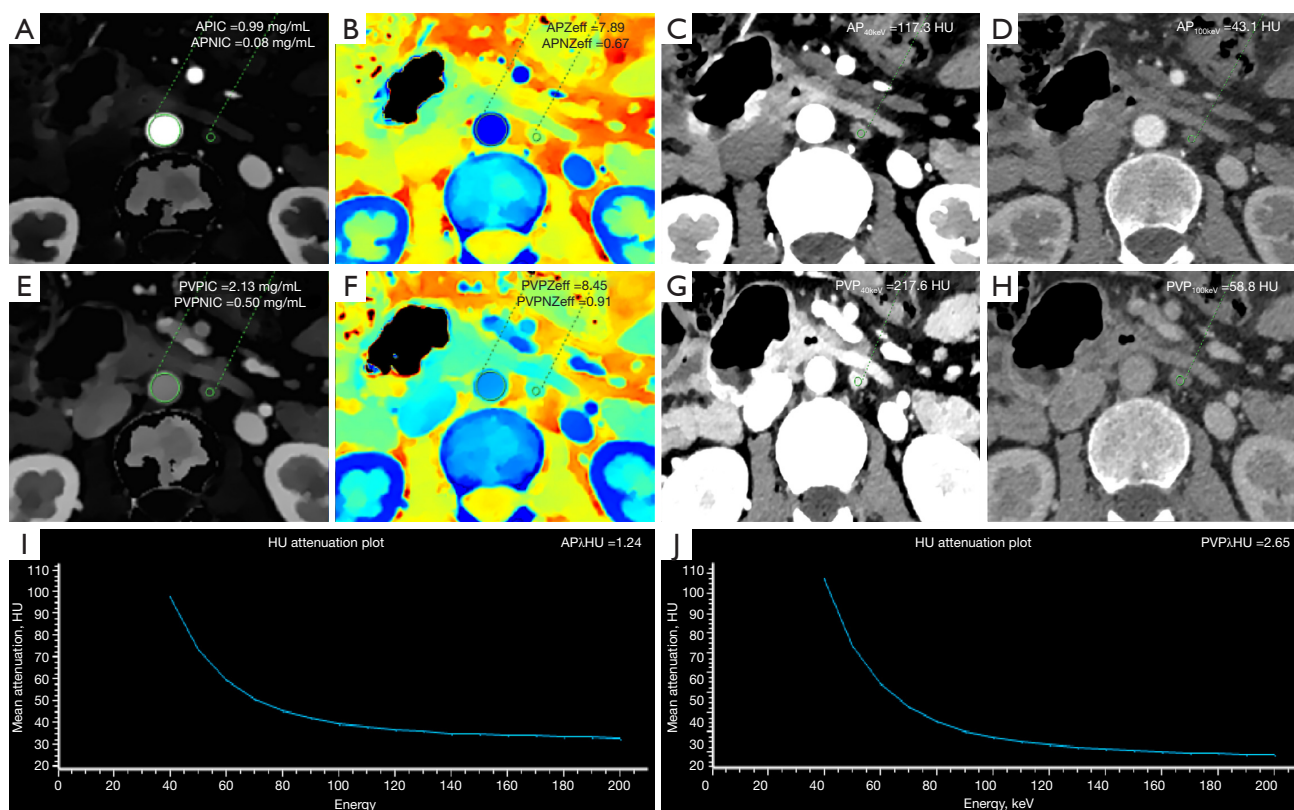 A
APIC =0.99 mg/mL
APNIC =0.08 mg/mL
B
APZeff =7.89
APNZeff =0.67
C
AP40keV =117.3 HU
D
AP100keV =43.1 HU
E
PVPIC =2.13 mg/mL
PVPNIC =0.50 mg/mL
F
PVPZeff =8.45
PVPNZeff =0.91
G
PVP40keV =217.6 HU
H
PVP100keV =58.8 HU
I
HU attenuation plot
APλHU =1.24
Mean attenuation, HU
110
100
90
80
70
60
50
40
30
20
0 20 40 60 80 100 120 140 160 180 200
Energy
J
HU attenuation plot
PVPλHU =2.65
Mean attenuation, HU
110
100
90
80
70
60
50
40
30
20
0 20 40 60 80 100 120 140 160 180 200
Energy, keV